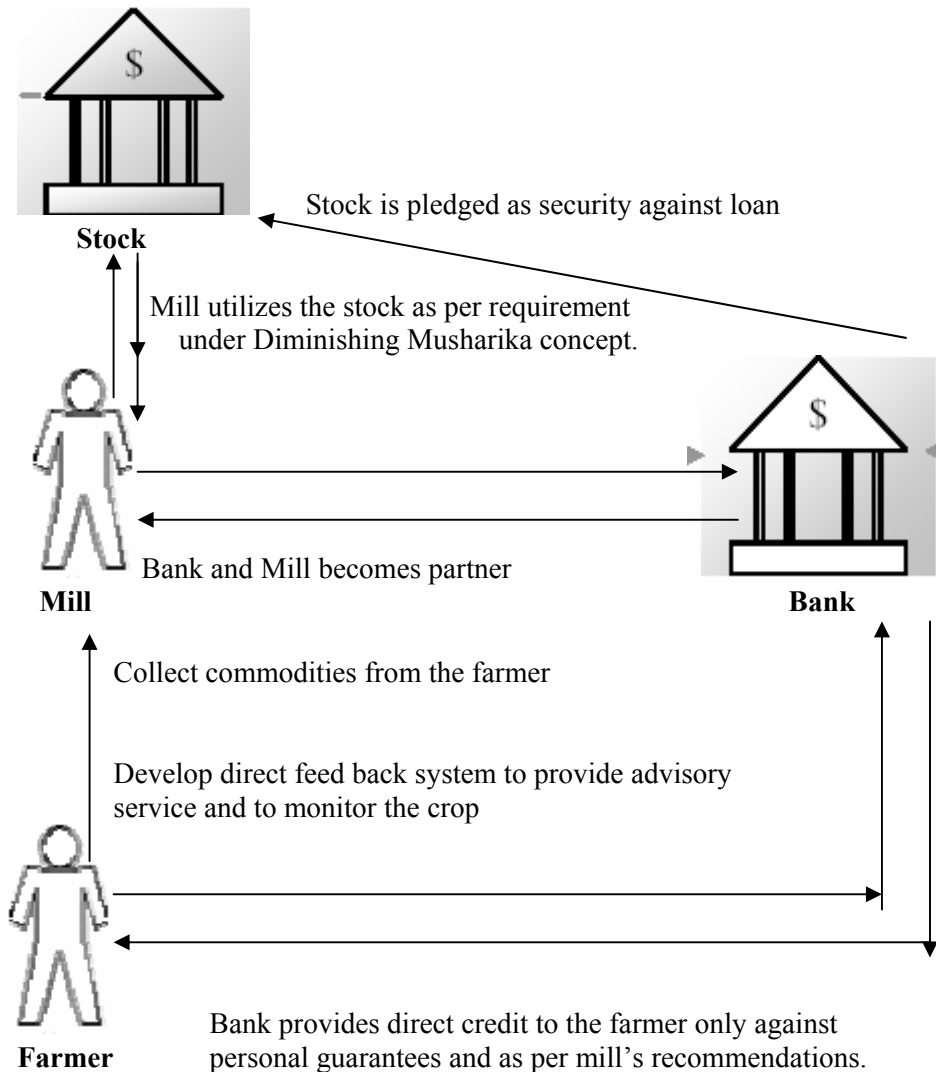 $
Stock is pledged as security against loan
Stock
Mill utilizes the stock as per requirement
under Diminishing Musharika concept.
$
Bank and Mill becomes partner
Mill
Bank
Collect commodities from the farmer
Develop direct feed back system to provide advisory
service and to monitor the crop
Bank provides direct credit to the farmer only against
personal guarantees and as per mill’s recommendations.
Farmer